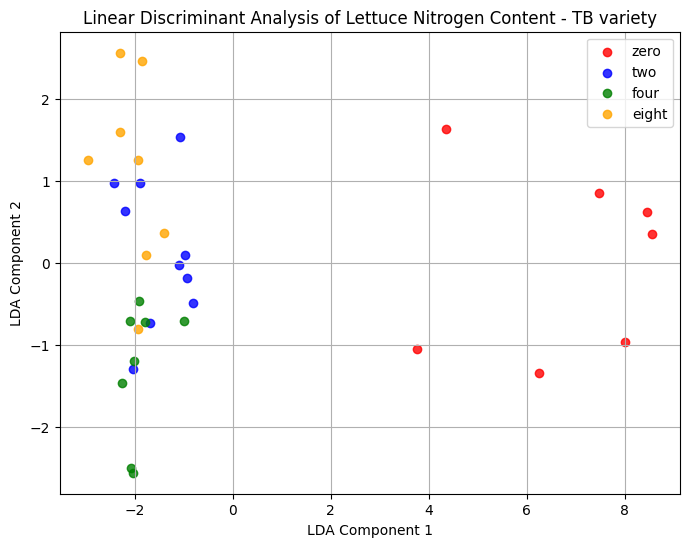 Linear Discriminant Analysis of Lettuce Nitrogen Content - TB variety
zero
two
four
eight
LDA Component 2
2
1
0
−1
−2
−2
0
2
4
6
8
LDA Component 1